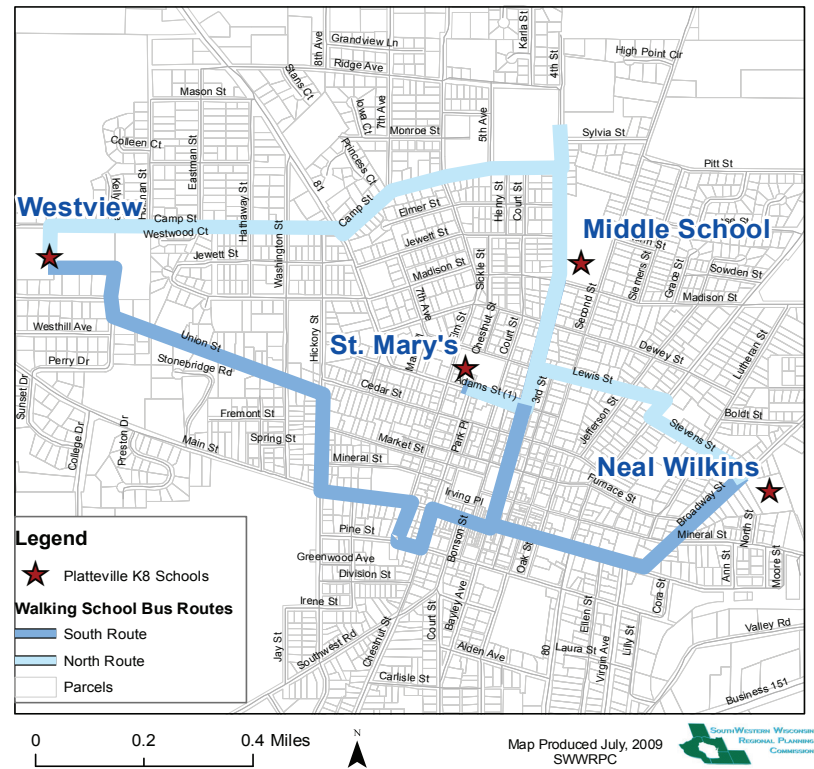 Karla St
8th Ave
Grandview Ln
4th St
High Point Cir
Ridge Ave
Stans Ct
Mason St
Iowa Ct
7th Ave
5th Ave
Monroe St
Sylvia St
Colleen Ct
Eastman St
Princess Ct
Pitt St
Hathaway St
81
Westview
Camp St
Camp St
Elmer St
Henry St
Court St
Middle School
Westwood Ct
Washington St
Jewett St
Jewett St
Madison St
Sickle St
Siemers St
Grace St
Sowden St
7th Ave
Second St
Madison St
Westhill Ave
Union St
Hickory St
Elm St
Chestnut St
Court St
Dewey St
Lutheran St
St. Mary's
Perry Dr
Stonebridge Rd
Lewis St
Sunset Dr
Cedar St
Adams St (1)
3rd St
Jefferson St
Boldt St
Fremont St
Park Pl
Stevens St
College Dr
Preston Dr
Main St
Spring St
Market St
Mineral St
Neal Wilkins
Irving Pl
Furnace St
Broadway St
Legend
Pine St
Bonson St
Mineral St
North St
Platteville K8 Schools
Greenwood Ave
Oak St
Ann St
Moore St
Division St
Walking School Bus Routes
Irene St
Court St
Bayley Ave
Ellen St
Cora St
South Route
Jay St
Southwest Rd
Chestnut St
Valley Rd
North Route
Alden Ave
80
Laura St
Virgin Ave
Lilly St
Parcels
Carlisle St
Business 151
0 0.2 0.4 Miles
N
Map Produced July, 2009
SWWRPC
SouthWestern Wisconsin
Regional Planning
Commission